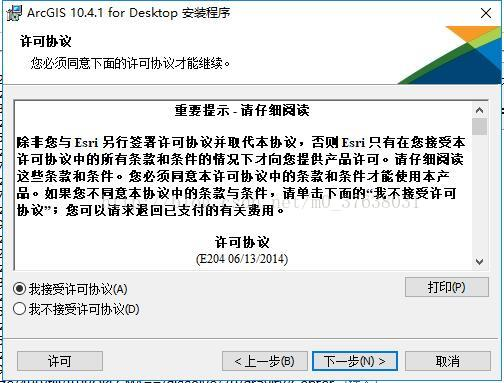 ArcGIS 10.4.1 for Desktop 安装程序
许可协议
您必须同意下面的许可协议才能继续。
重要提示 - 请仔细阅读
除非您与 Esri 另行签署许可协议并取代本协议，否则 Esri 只有在您接受本
许可协议中的所有条款和条件的情况下才向您提供产品许可。请仔细阅读
这些条款和条件。您必须同意本许可协议中的条款和条件才能使用本产
品。如果您不同意本协议中的条款与条件，请单击下面的“我不接受许可
协议”；您可以请求退回已支付的有关费用。
许可协议
(E204 06/13/2014)
我接受许可协议(A)
打印(P)
我不接受许可协议(D)
许可
< 上一步(B)
下一步(N) >
取消